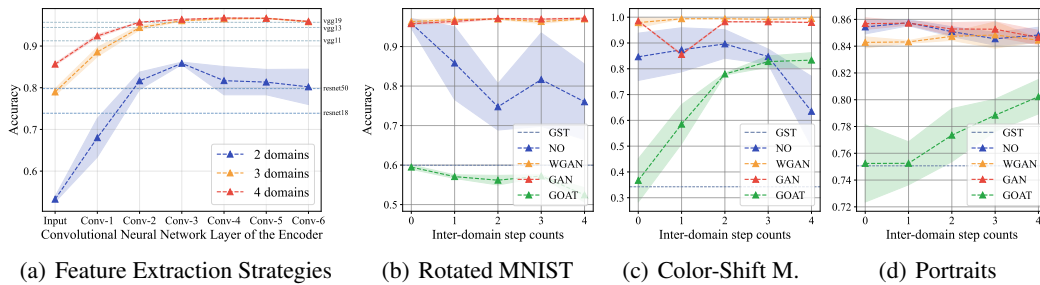 Accuracy
0.9
0.8
0.7
0.6
vgg19
vgg13
vgg11
resnet50
resnet18
2 domains
3 domains
4 domains
Input Conv-1 Conv-2 Conv-3 Conv-4 Conv-5 Conv-6
Convolutional Neural Network Layer of the Encoder
(a) Feature Extraction Strategies
1.0
0.9
0.8
0.7
0.6
0.5
GST
NO
WGAN
GAN
GOAT
0 1 2 3 4
Inter-domain step counts
(b) Rotated MNIST
1.0
0.9
0.8
0.7
0.6
0.5
0.4
0.3
GST
NO
WGAN
GAN
GOAT
0 1 2 3 4
Inter-domain step counts
(c) Color-Shift M.
0.86
0.84
0.82
0.80
0.78
0.76
0.74
0.72
GST
NO
WGAN
GAN
GOAT
0 1 2 3 4
Inter-domain step counts
(d) Portraits